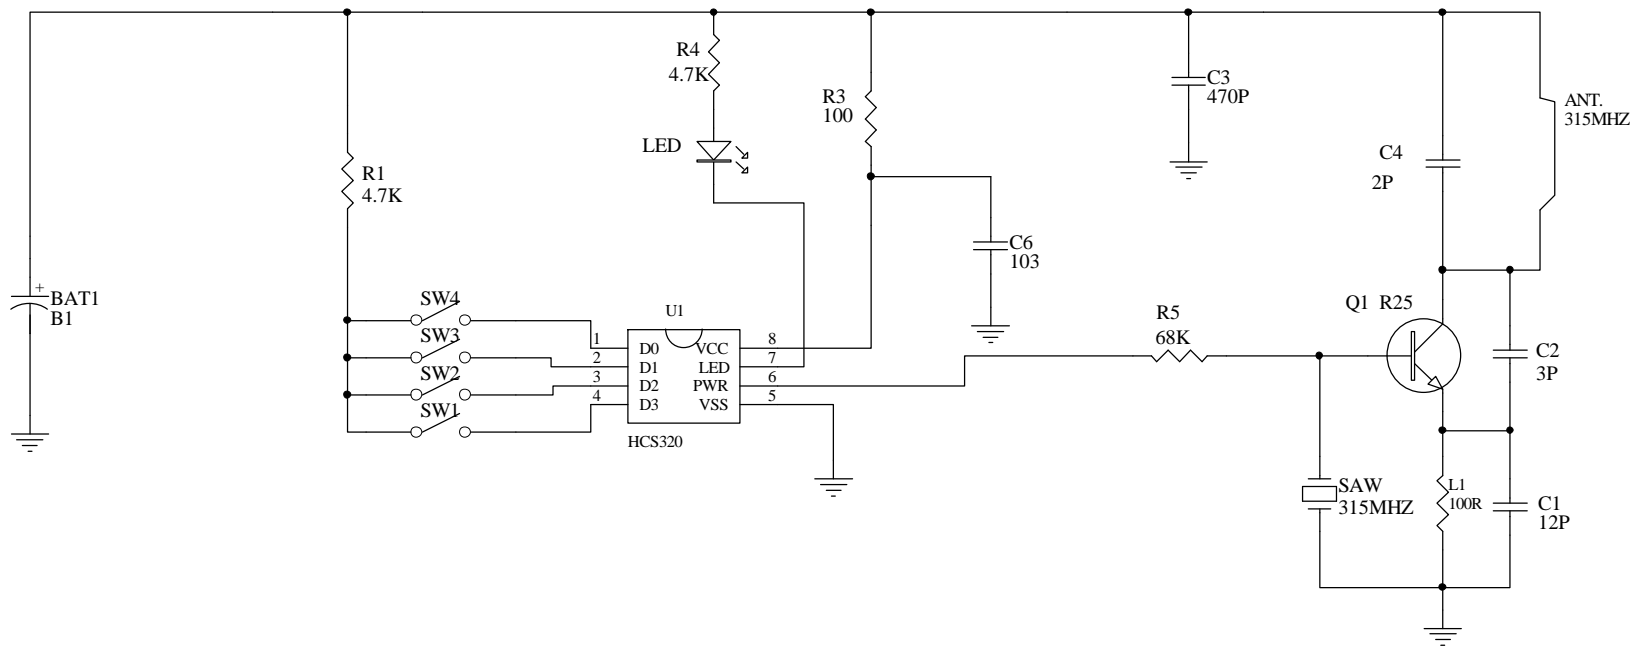 R4
4.7K
R3
100
C3
470P
ANT.
315MHZ
LED
C4
2P
R1
4.7K
C6
103
+
BAT1
B1
SW4
SW3
SW2
SW1
U1
1
2
3
4
D0
D1
D2
D3
VCC
LED
PWR
VSS
8
7
6
5
HCS320
R5
68K
Q1 R25
C2
3P
SAW
315MHZ
L1
100R
C1
12P